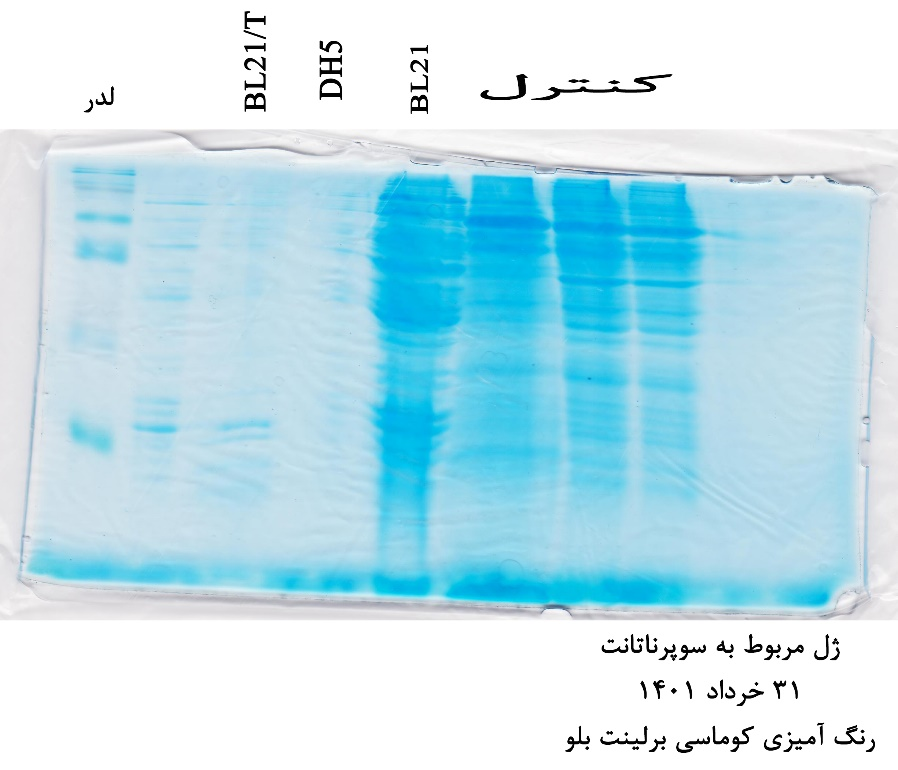 لدر
BL21/T
DH5
BL21
کنترل
ژل مربوط به سوپرناتانت
۳۱ خرداد ۱۴۰۱
رنگ آمیزی کوماسی برلینت بلو